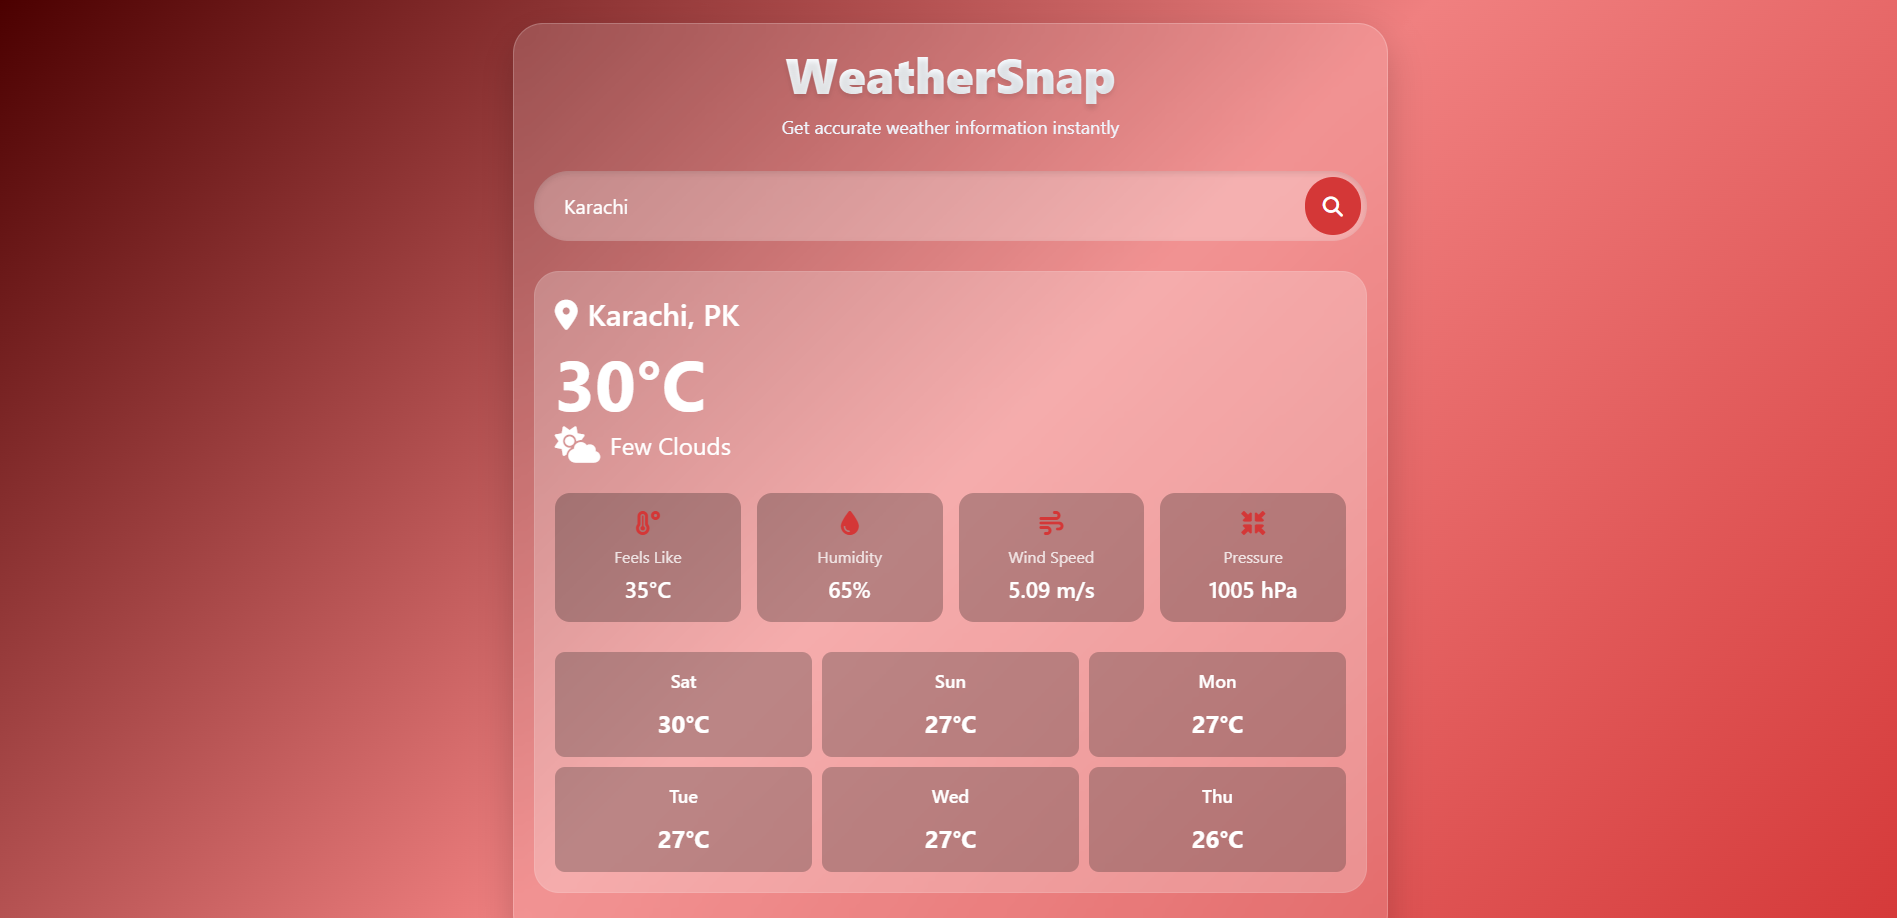 WeatherSnap
Get accurate weather information instantly
Karachi
Karachi, PK
30°C
Few Clouds
Feels Like
35°C
Humidity
65%
Wind Speed
5.09 m/s
Pressure
1005 hPa
Sat
30°C
Sun
27°C
Mon
27°C
Tue
27°C
Wed
27°C
Thu
26°C